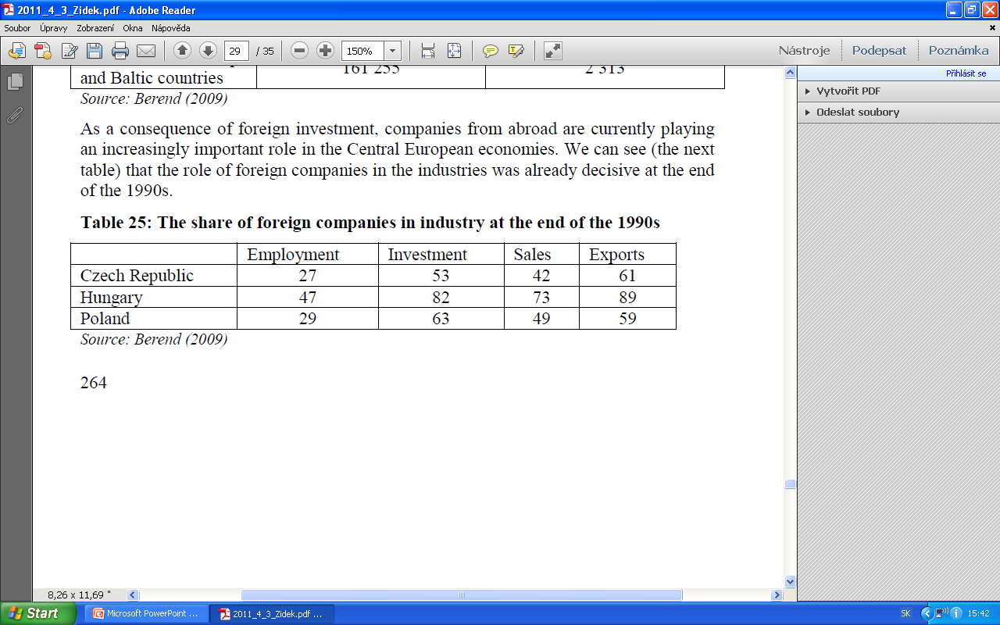 2011_4_3_Zidek.pdf - Adobe Reader
Soubor Úpravy Zobrazení Okna Nápověda
29 / 35 150% Nástroje Podepsat Poznámka
Přihlásit se
Vytvořit PDF
Odeslat soubory
161 255 2 313
and Baltic countries
Source: Berend (2009)
As a consequence of foreign investment, companies from abroad are currently playing
an increasingly important role in the Central European economies. We can see (the next
table) that the role of foreign companies in the industries was already decisive at the end
of the 1990s.
Table 25: The share of foreign companies in industry at the end of the 1990s
Employment Investment Sales Exports
Czech Republic 27 53 42 61
Hungary 47 82 73 89
Poland 29 63 49 59
Source: Berend (2009)
264
8,26 x 11,69 "
Start Microsoft PowerPoint ... 2011_4_3_Zidek.pdf ... SK 15:42